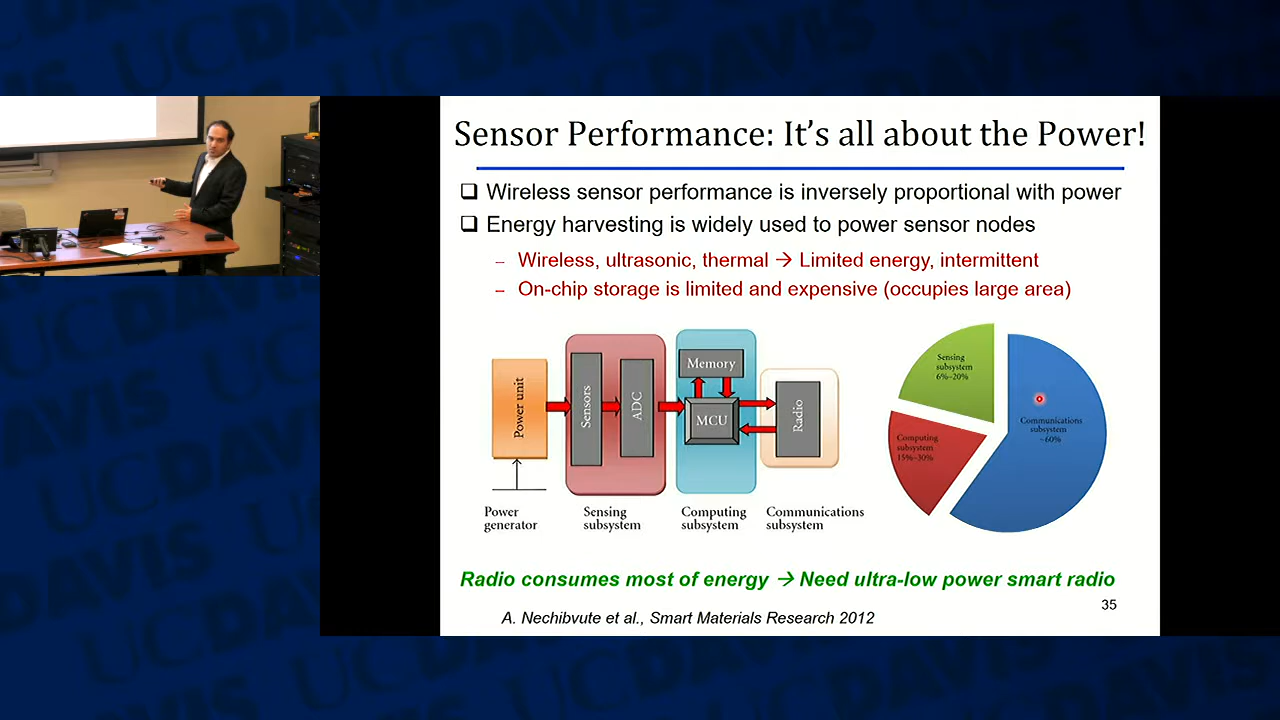 Sensor Performance: It's all about the Power!
❑ Wireless sensor performance is inversely proportional with power
❑ Energy harvesting is widely used to power sensor nodes
– Wireless, ultrasonic, thermal → Limited energy, intermittent
– On-chip storage is limited and expensive (occupies large area)
Power unit
Sensors
ADC
Memory
MCU
Radio
Power
generator
Sensing
subsystem
Computing
subsystem
Communications
subsystem
Sensing
subsystem
6%–20%
Computing
subsystem
15%–30%
Communications
subsystem
~60%
Radio consumes most of energy → Need ultra-low power smart radio
35
A. Nechibvute et al., Smart Materials Research 2012
UC DAVIS